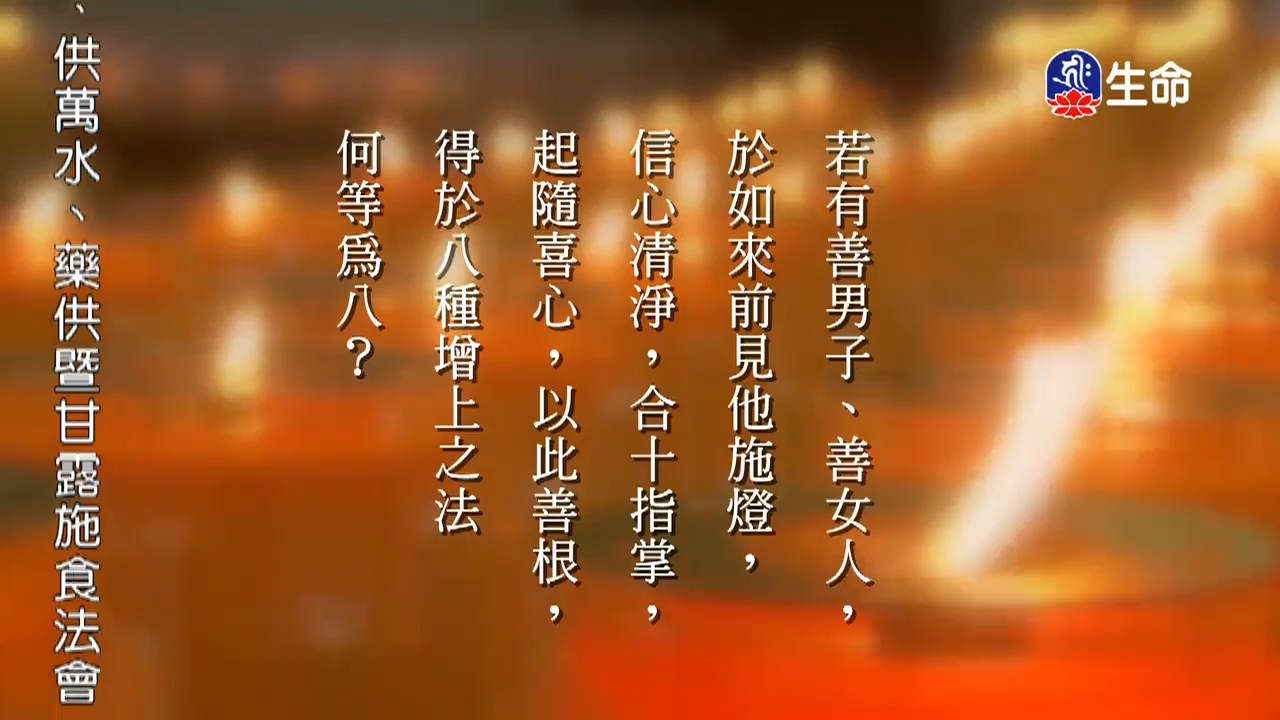 若有善男子、善女人，
於如來前見他施燈，
信心清淨，合十指掌，
起隨喜心，以此善根，
得於八種增上之法
何等為八？
、供萬水、藥供暨甘露施食法會
生命